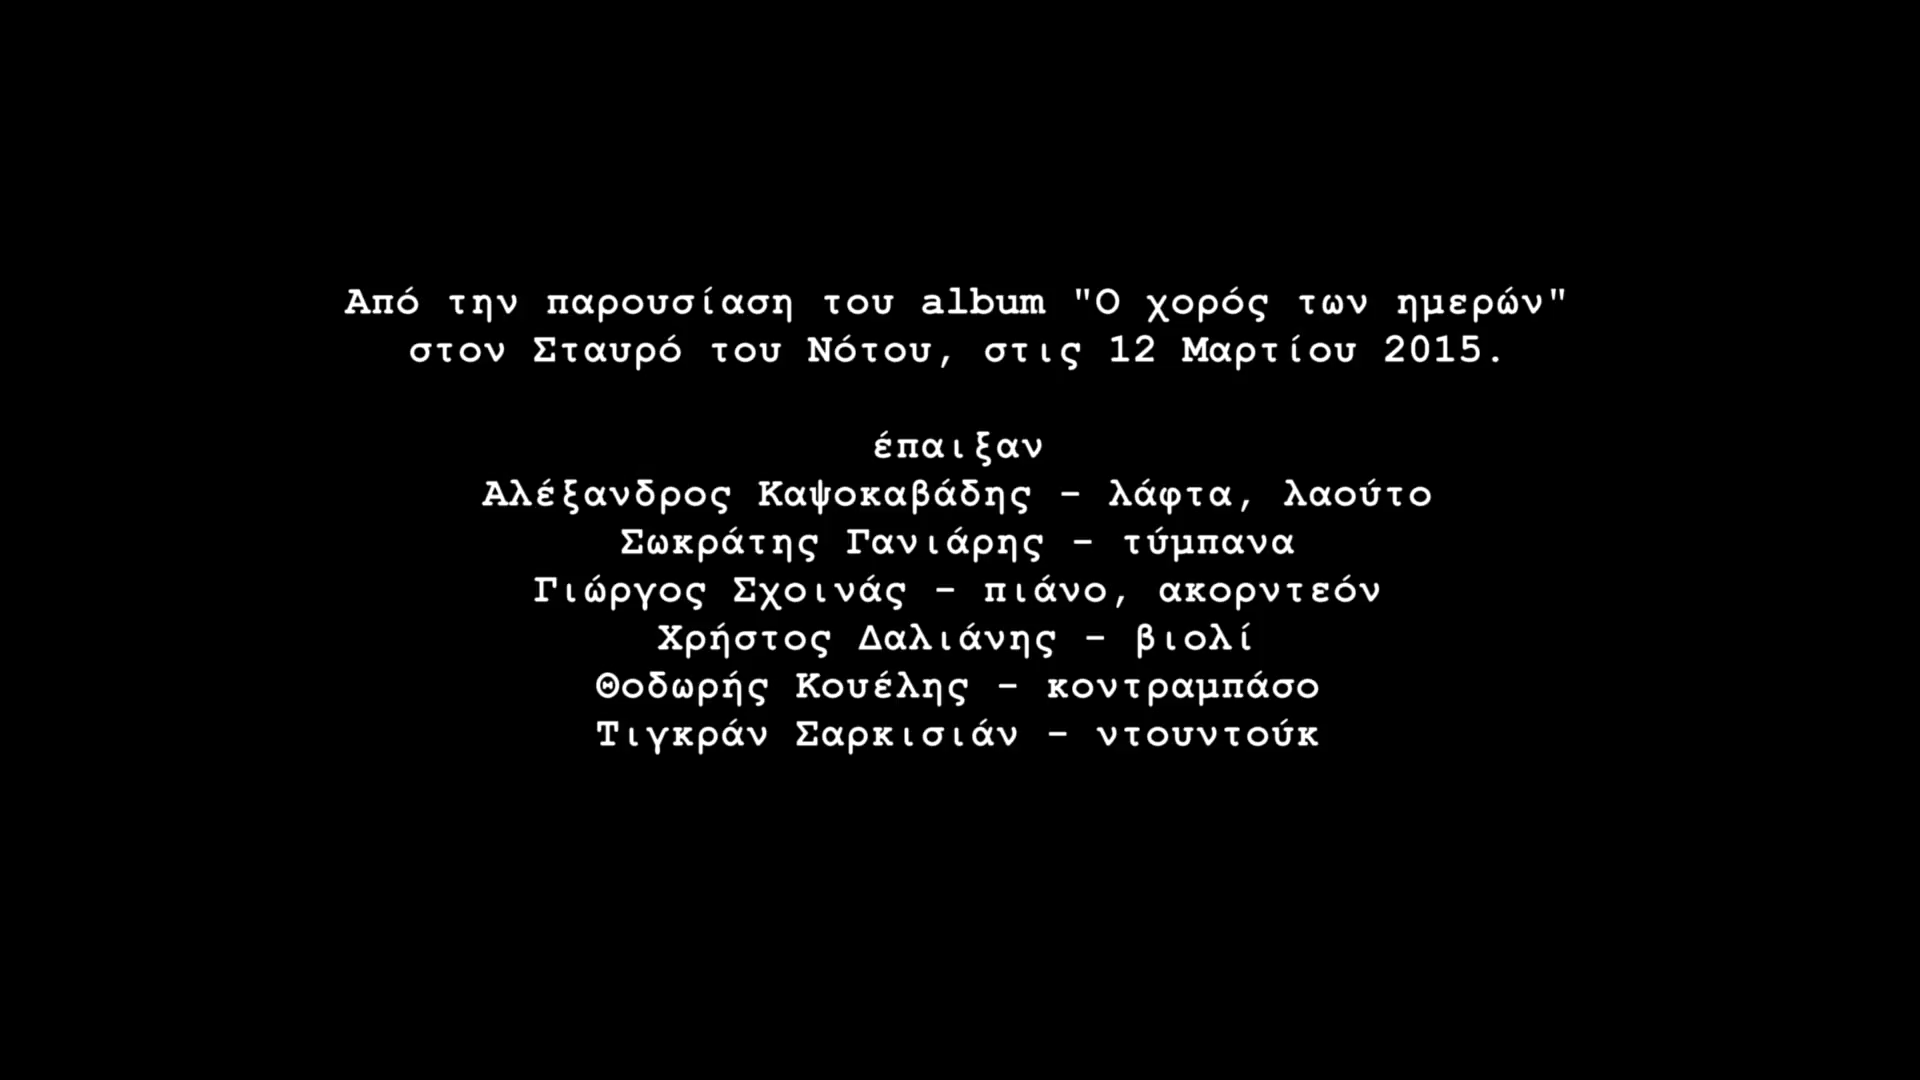 Από την παρουσίαση του album "Ο χορός των ημερών"
στον Σταυρό του Νότου, στις 12 Μαρτίου 2015.
έπαιξαν
Αλέξανδρος Καψοκαβάδης – λάφτα, λαούτο
Σωκράτης Γανιάρης – τύμπανα
Γιώργος Σχοινάς – πιάνο, ακορντεόν
Χρήστος Δαλιάνης – βιολί
Θοδωρής Κουέλης – κοντραμπάσο
Τιγκράν Σαρκισιάν – ντουντούκ